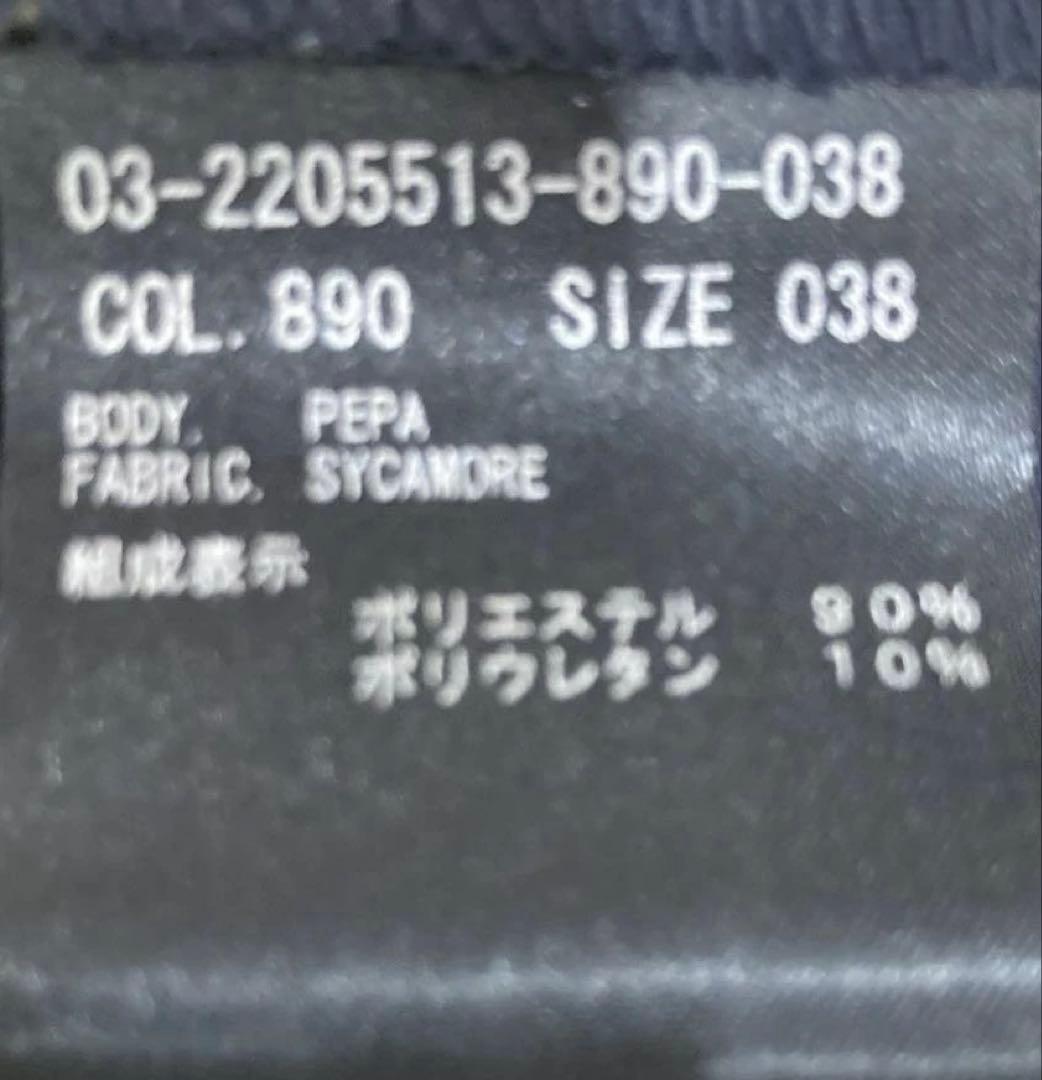 03-2205513-890-038
COL. 890 SIZE 038
BODY. PEPA
FABRIC. SYCAMORE
組成表示
ポリエステル 90%
ポリウレタン 10%